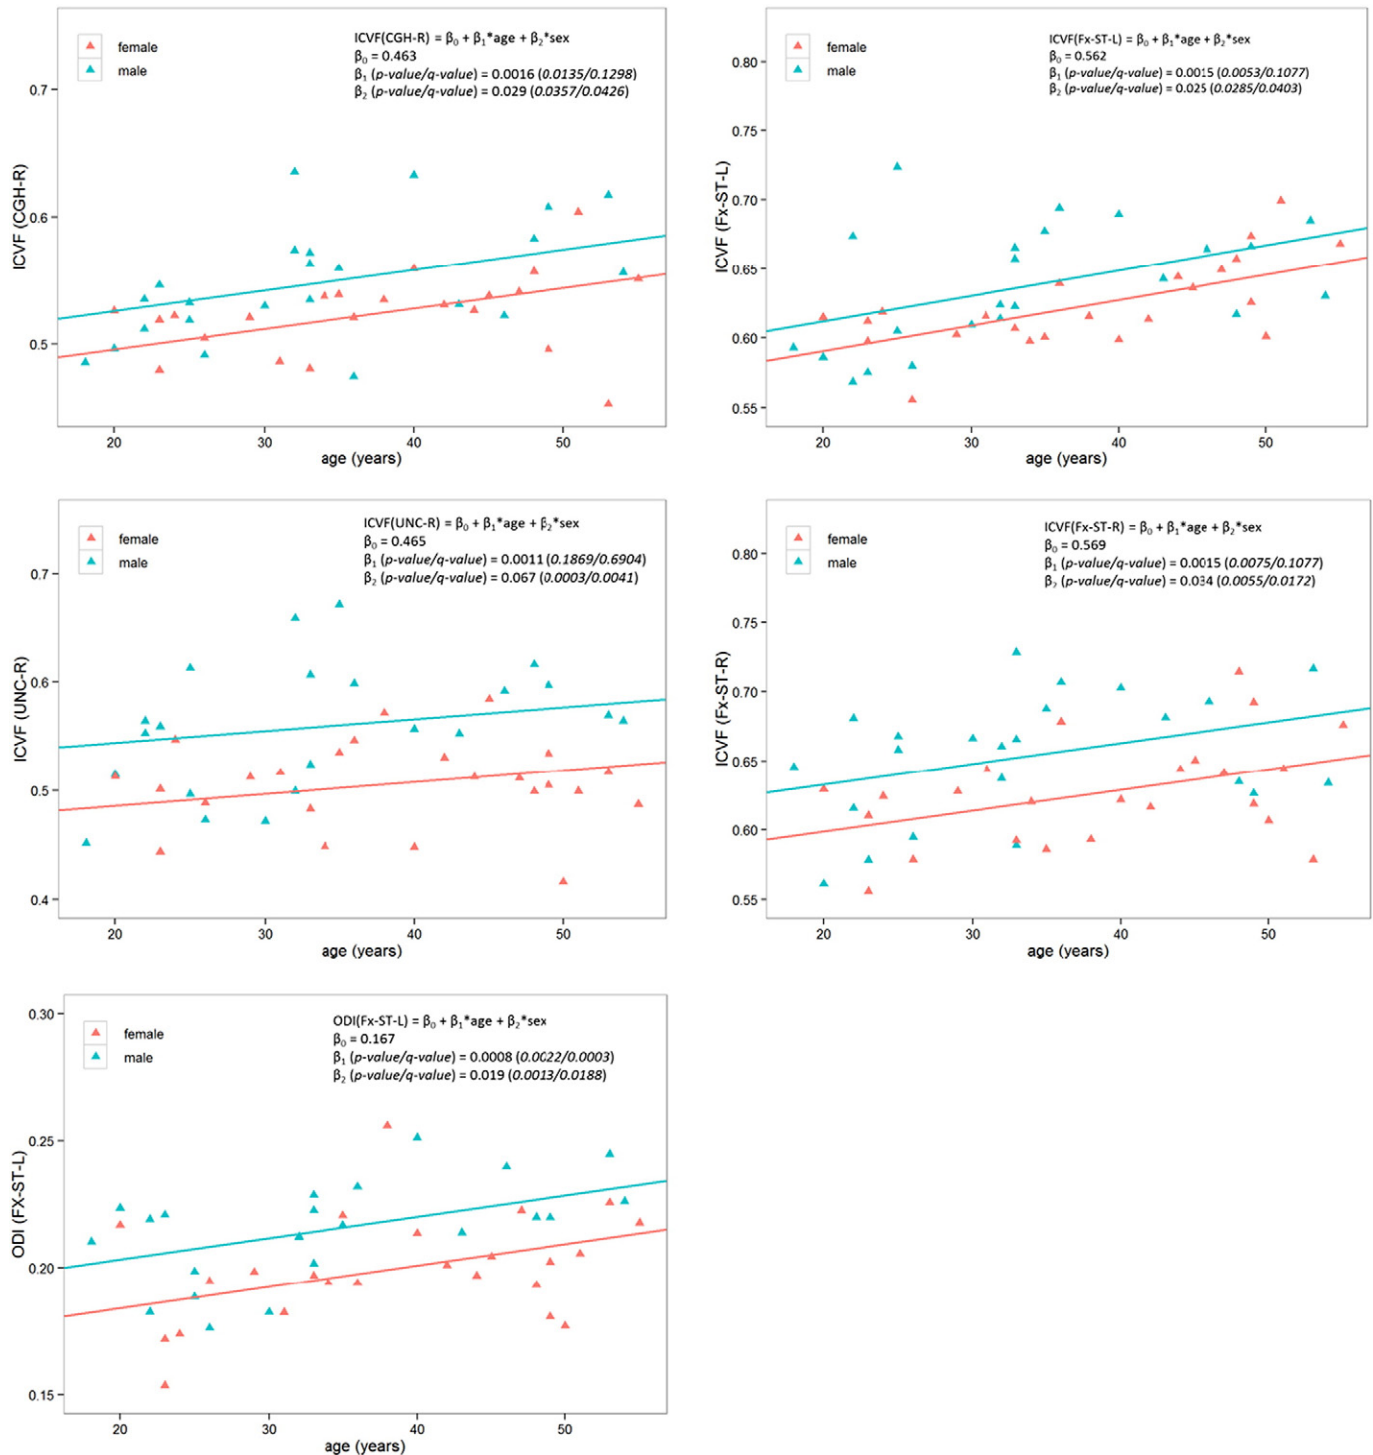 female
male
ICVF(CGH-R) = β₀ + β₁*age + β₂*sex
β₀ = 0.463
β₁ (p-value/q-value) = 0.0016 (0.0135/0.1298)
β₂ (p-value/q-value) = 0.029 (0.0357/0.0426)
ICVF (CGH-R)
0.7
0.6
0.5
20 30 40 50
age (years)
female
male
ICVF(Fx-ST-L) = β₀ + β₁*age + β₂*sex
β₀ = 0.562
β₁ (p-value/q-value) = 0.0015 (0.0053/0.1077)
β₂ (p-value/q-value) = 0.025 (0.0285/0.0403)
ICVF (Fx-ST-L)
0.80
0.75
0.70
0.65
0.60
0.55
20 30 40 50
age (years)
female
male
ICVF(UNC-R) = β₀ + β₁*age + β₂*sex
β₀ = 0.465
β₁ (p-value/q-value) = 0.0011 (0.1869/0.6904)
β₂ (p-value/q-value) = 0.067 (0.0003/0.0041)
ICVF (UNC-R)
0.7
0.6
0.5
0.4
20 30 40 50
age (years)
female
male
ICVF(Fx-ST-R) = β₀ + β₁*age + β₂*sex
β₀ = 0.569
β₁ (p-value/q-value) = 0.0015 (0.0075/0.1077)
β₂ (p-value/q-value) = 0.034 (0.0055/0.0172)
ICVF (Fx-ST-R)
0.80
0.75
0.70
0.65
0.60
0.55
20 30 40 50
age (years)
female
male
ODI(Fx-ST-L) = β₀ + β₁*age + β₂*sex
β₀ = 0.167
β₁ (p-value/q-value) = 0.0008 (0.0022/0.0003)
β₂ (p-value/q-value) = 0.019 (0.0013/0.0188)
ODI (FX-ST-L)
0.30
0.25
0.20
0.15
20 30 40 50
age (years)